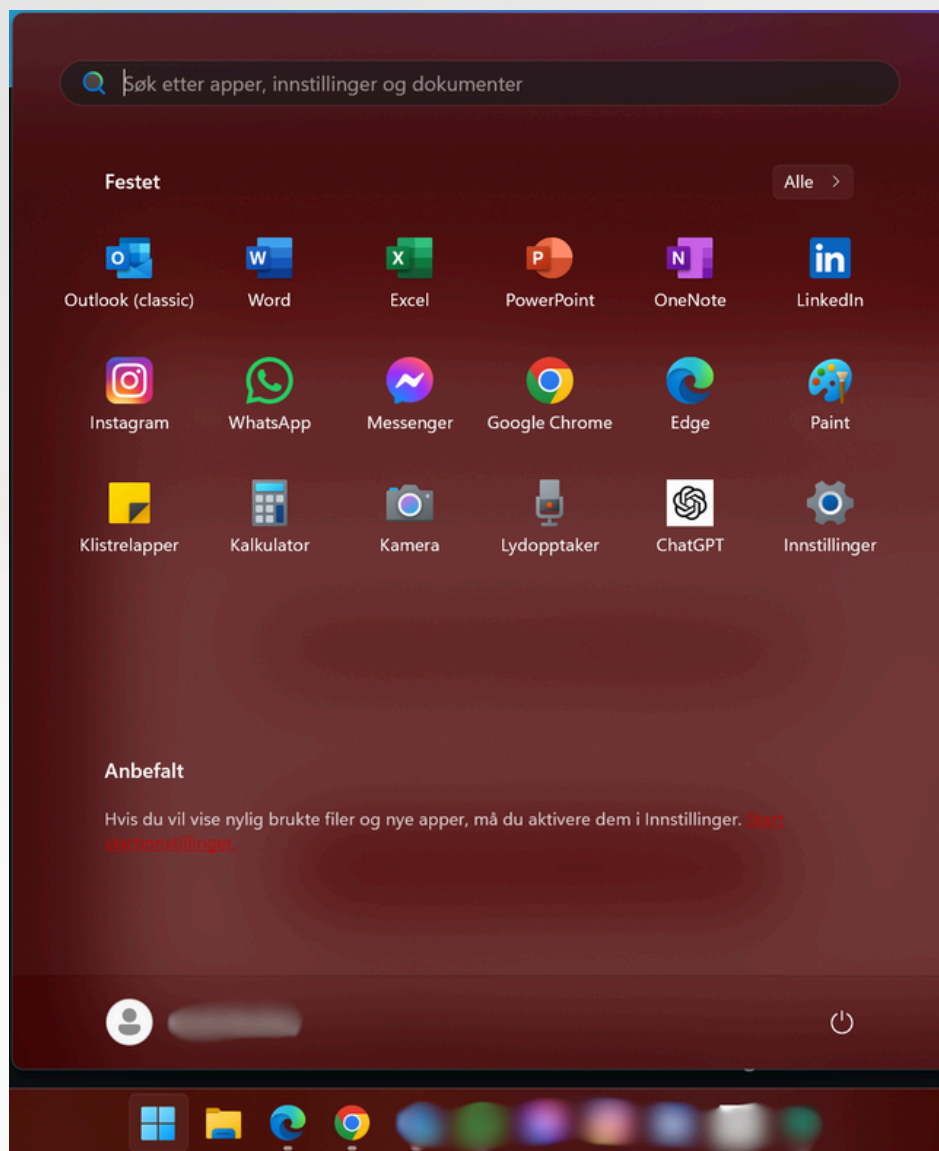 Søk etter apper, innstillinger og dokumenter
Festet
Alle
Outlook (classic) Word Excel PowerPoint OneNote LinkedIn
Instagram WhatsApp Messenger Google Chrome Edge Paint
Klistrelapper Kalkulator Kamera Lydopptaker ChatGPT Innstillinger
Anbefalt
Hvis du vil vise nylig brukte filer og nye apper, må du aktivere dem i Innstillinger. Start